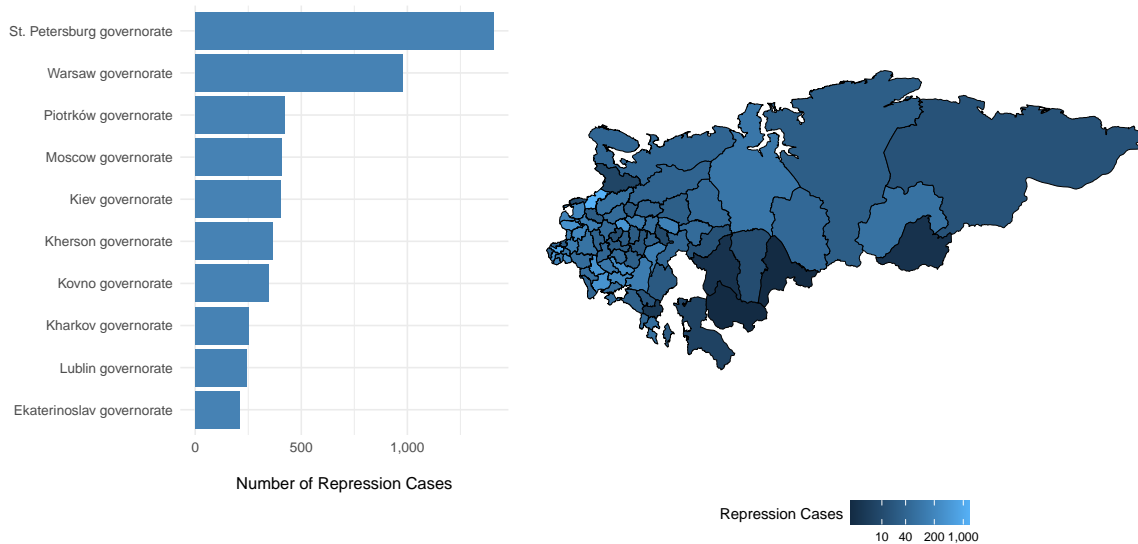 St. Petersburg governorate
Warsaw governorate
Piotrków governorate
Moscow governorate
Kiev governorate
Kherson governorate
Kovno governorate
Kharkov governorate
Lublin governorate
Ekaterinoslav governorate
0 500 1,000
Number of Repression Cases
Repression Cases
10 40 200 1,000